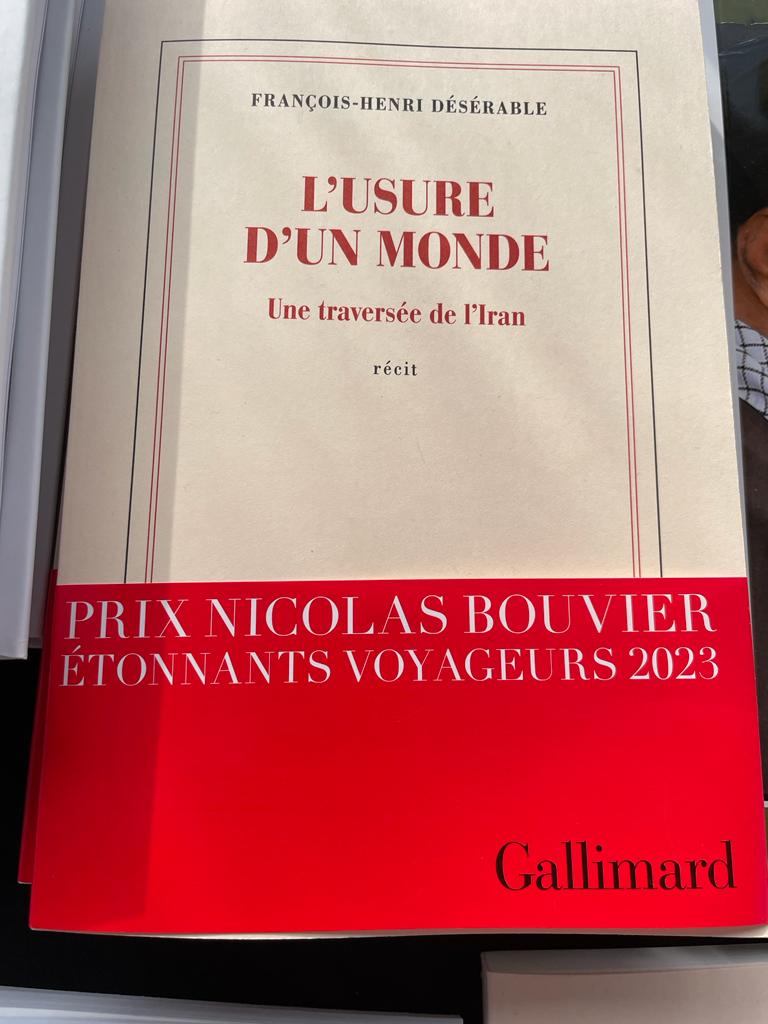 FRANÇOIS-HENRI DÉSÉRABLE
L’USURE
D’UN MONDE
Une traversée de l’Iran
récit
PRIX NICOLAS BOUVIER
ÉTONNANTS VOYAGEURS 2023
Gallimard